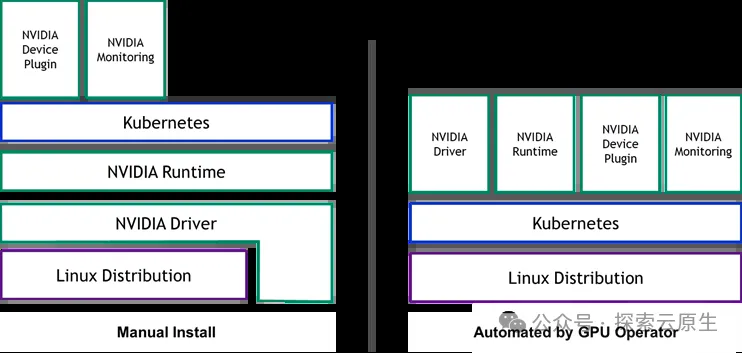 NVIDIA
Device
Plugin
NVIDIA
Monitoring
Kubernetes
NVIDIA Runtime
NVIDIA Driver
Linux Distribution
Manual Install
NVIDIA
Driver
NVIDIA
Runtime
NVIDIA
Device
Plugin
NVIDIA
Monitoring
Kubernetes
Linux Distribution
Automated by GPU Operator
公众号 · 探索云原生